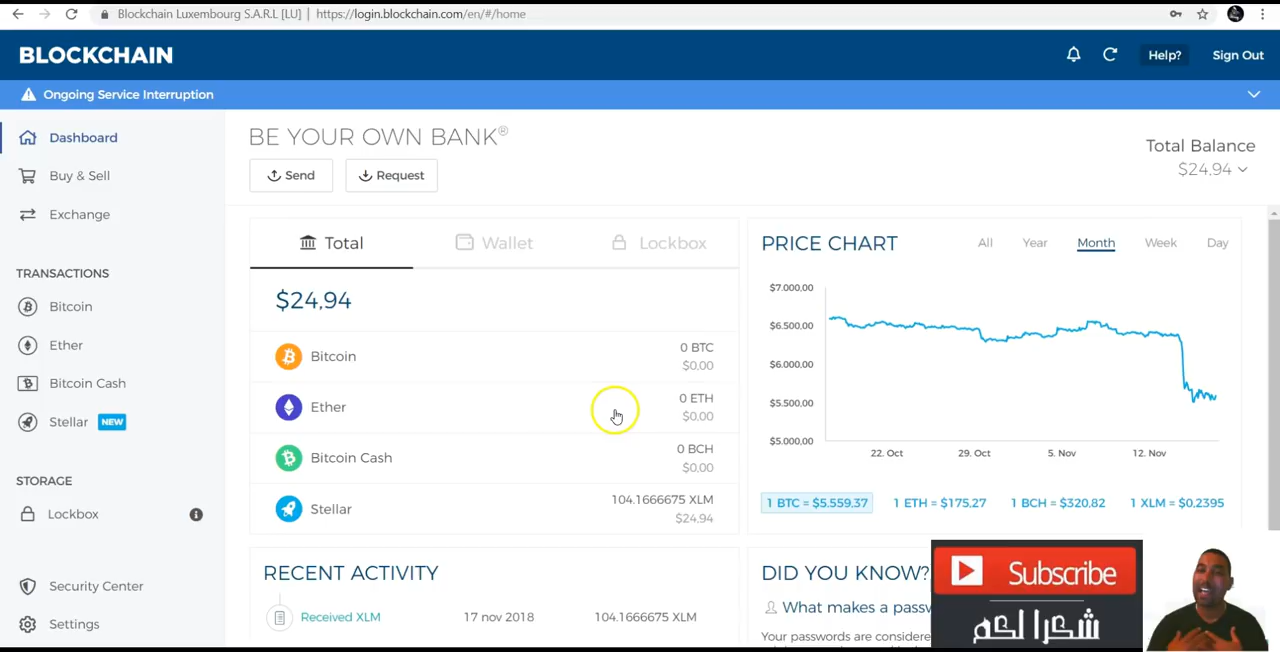 Blockchain Luxembourg S.A.R.L [LU] | https://login.blockchain.com/en/#/home
BLOCKCHAIN
Help?
Sign Out
Ongoing Service Interruption
Dashboard
Buy & Sell
Exchange
TRANSACTIONS
Bitcoin
Ether
Bitcoin Cash
Stellar NEW
STORAGE
Lockbox
Security Center
Settings
BE YOUR OWN BANK®
Send
Request
Total Balance
$24,94
Total
Wallet
Lockbox
$24,94
Bitcoin
0 BTC
$0,00
Ether
0 ETH
$0,00
Bitcoin Cash
0 BCH
$0,00
Stellar
104.1666675 XLM
$24,94
PRICE CHART
All Year Month Week Day
$7.000,00
$6.500,00
$6.000,00
$5.500,00
$5.000,00
22. Oct 29. Oct 5. Nov 12. Nov
1 BTC = $5.559,37 1 ETH = $175,27 1 BCH = $320,82 1 XLM = $0,2395
RECENT ACTIVITY
Received XLM 17 nov 2018 104.1666675 XLM
DID YOU KNOW?
What makes a passw
Your passwords are considere
Subscribe
شكرا لكم